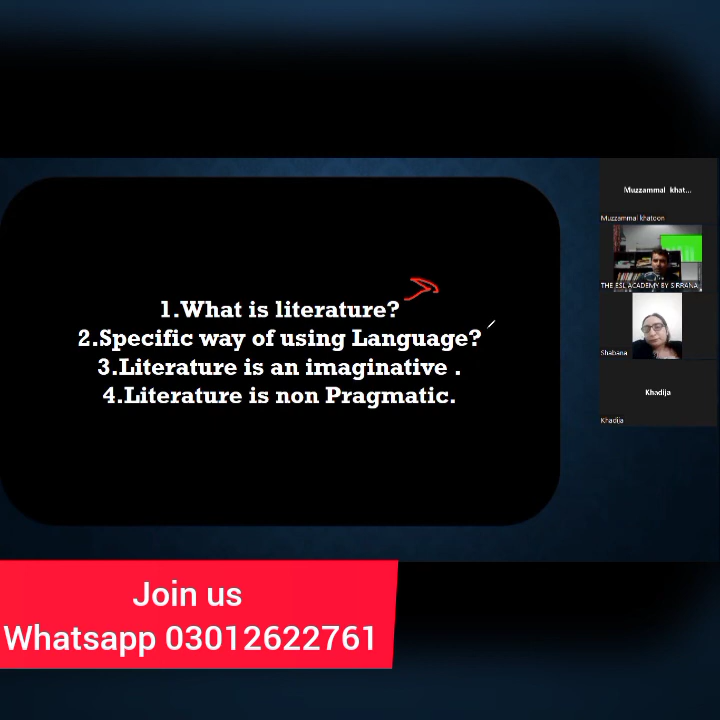 1.What is literature?
2.Specific way of using Language?
3.Literature is an imaginative .
4.Literature is non Pragmatic.
Muzzammal khat...
Muzzammal khatoon
THE ESL ACADEMY BY SIRRANA
Shabana
Khadija
Khadija
Join us
Whatsapp 03012622761